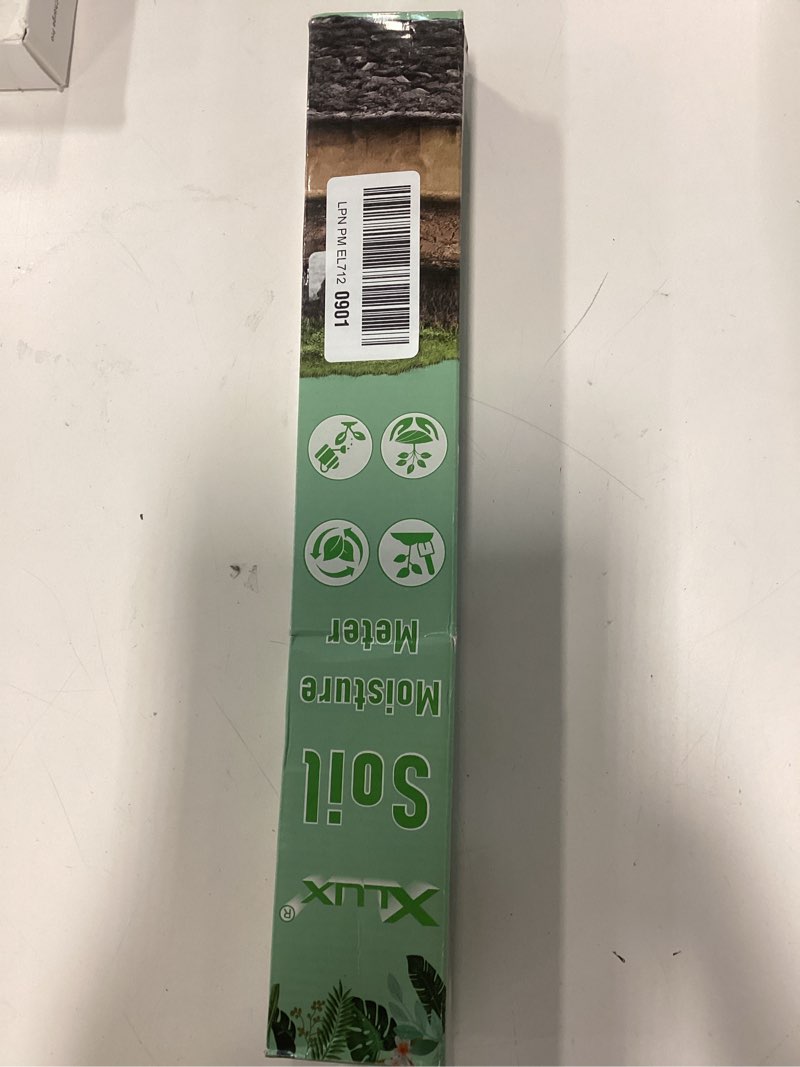 XLUX®
Soil
Moisture
Meter
LPN PM EL712 0901